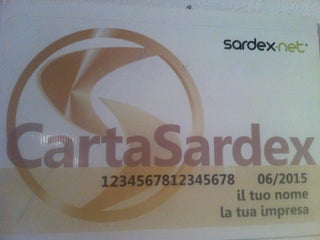 sardex.net
CartaSardex
1234567812345678 06/2015
il tuo nome
la tua impresa